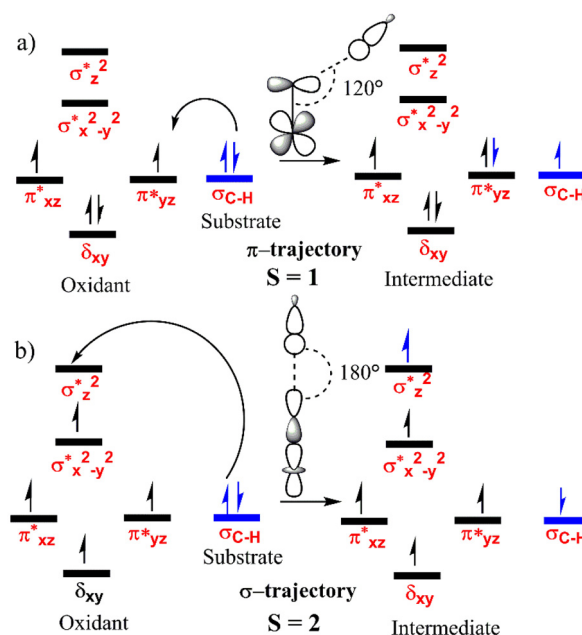 a)
σ*z2
σ*x2-y2
120°
σ*z2
σ*x2-y2
π*xz
π*yz
σC-H
Substrate
π*xz
π*yz
σC-H
δxy
π-trajectory
δxy
Oxidant
S = 1
Intermediate
b)
σ*z2
180°
σ*z2
σ*x2-y2
σ*x2-y2
π*xz
π*yz
σC-H
Substrate
π*xz
π*yz
σC-H
δxy
σ-trajectory
δxy
Oxidant
S = 2
Intermediate